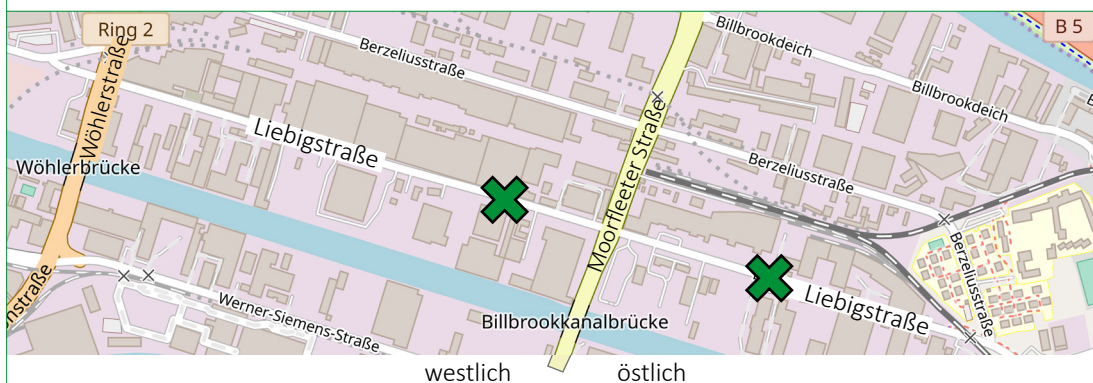 Ring 2
B 5
Wöhlerstraße
Berzeliusstraße
Billbrookdeich
Billbrookdeich
Liebigstraße
Moorfleeter Straße
Wöhlerbrücke
Berzeliusstraße
Berzeliusstraße
Liebigstraße
nstraße
Werner-Siemens-Straße
Billbrookkanalbrücke
westlich
östlich